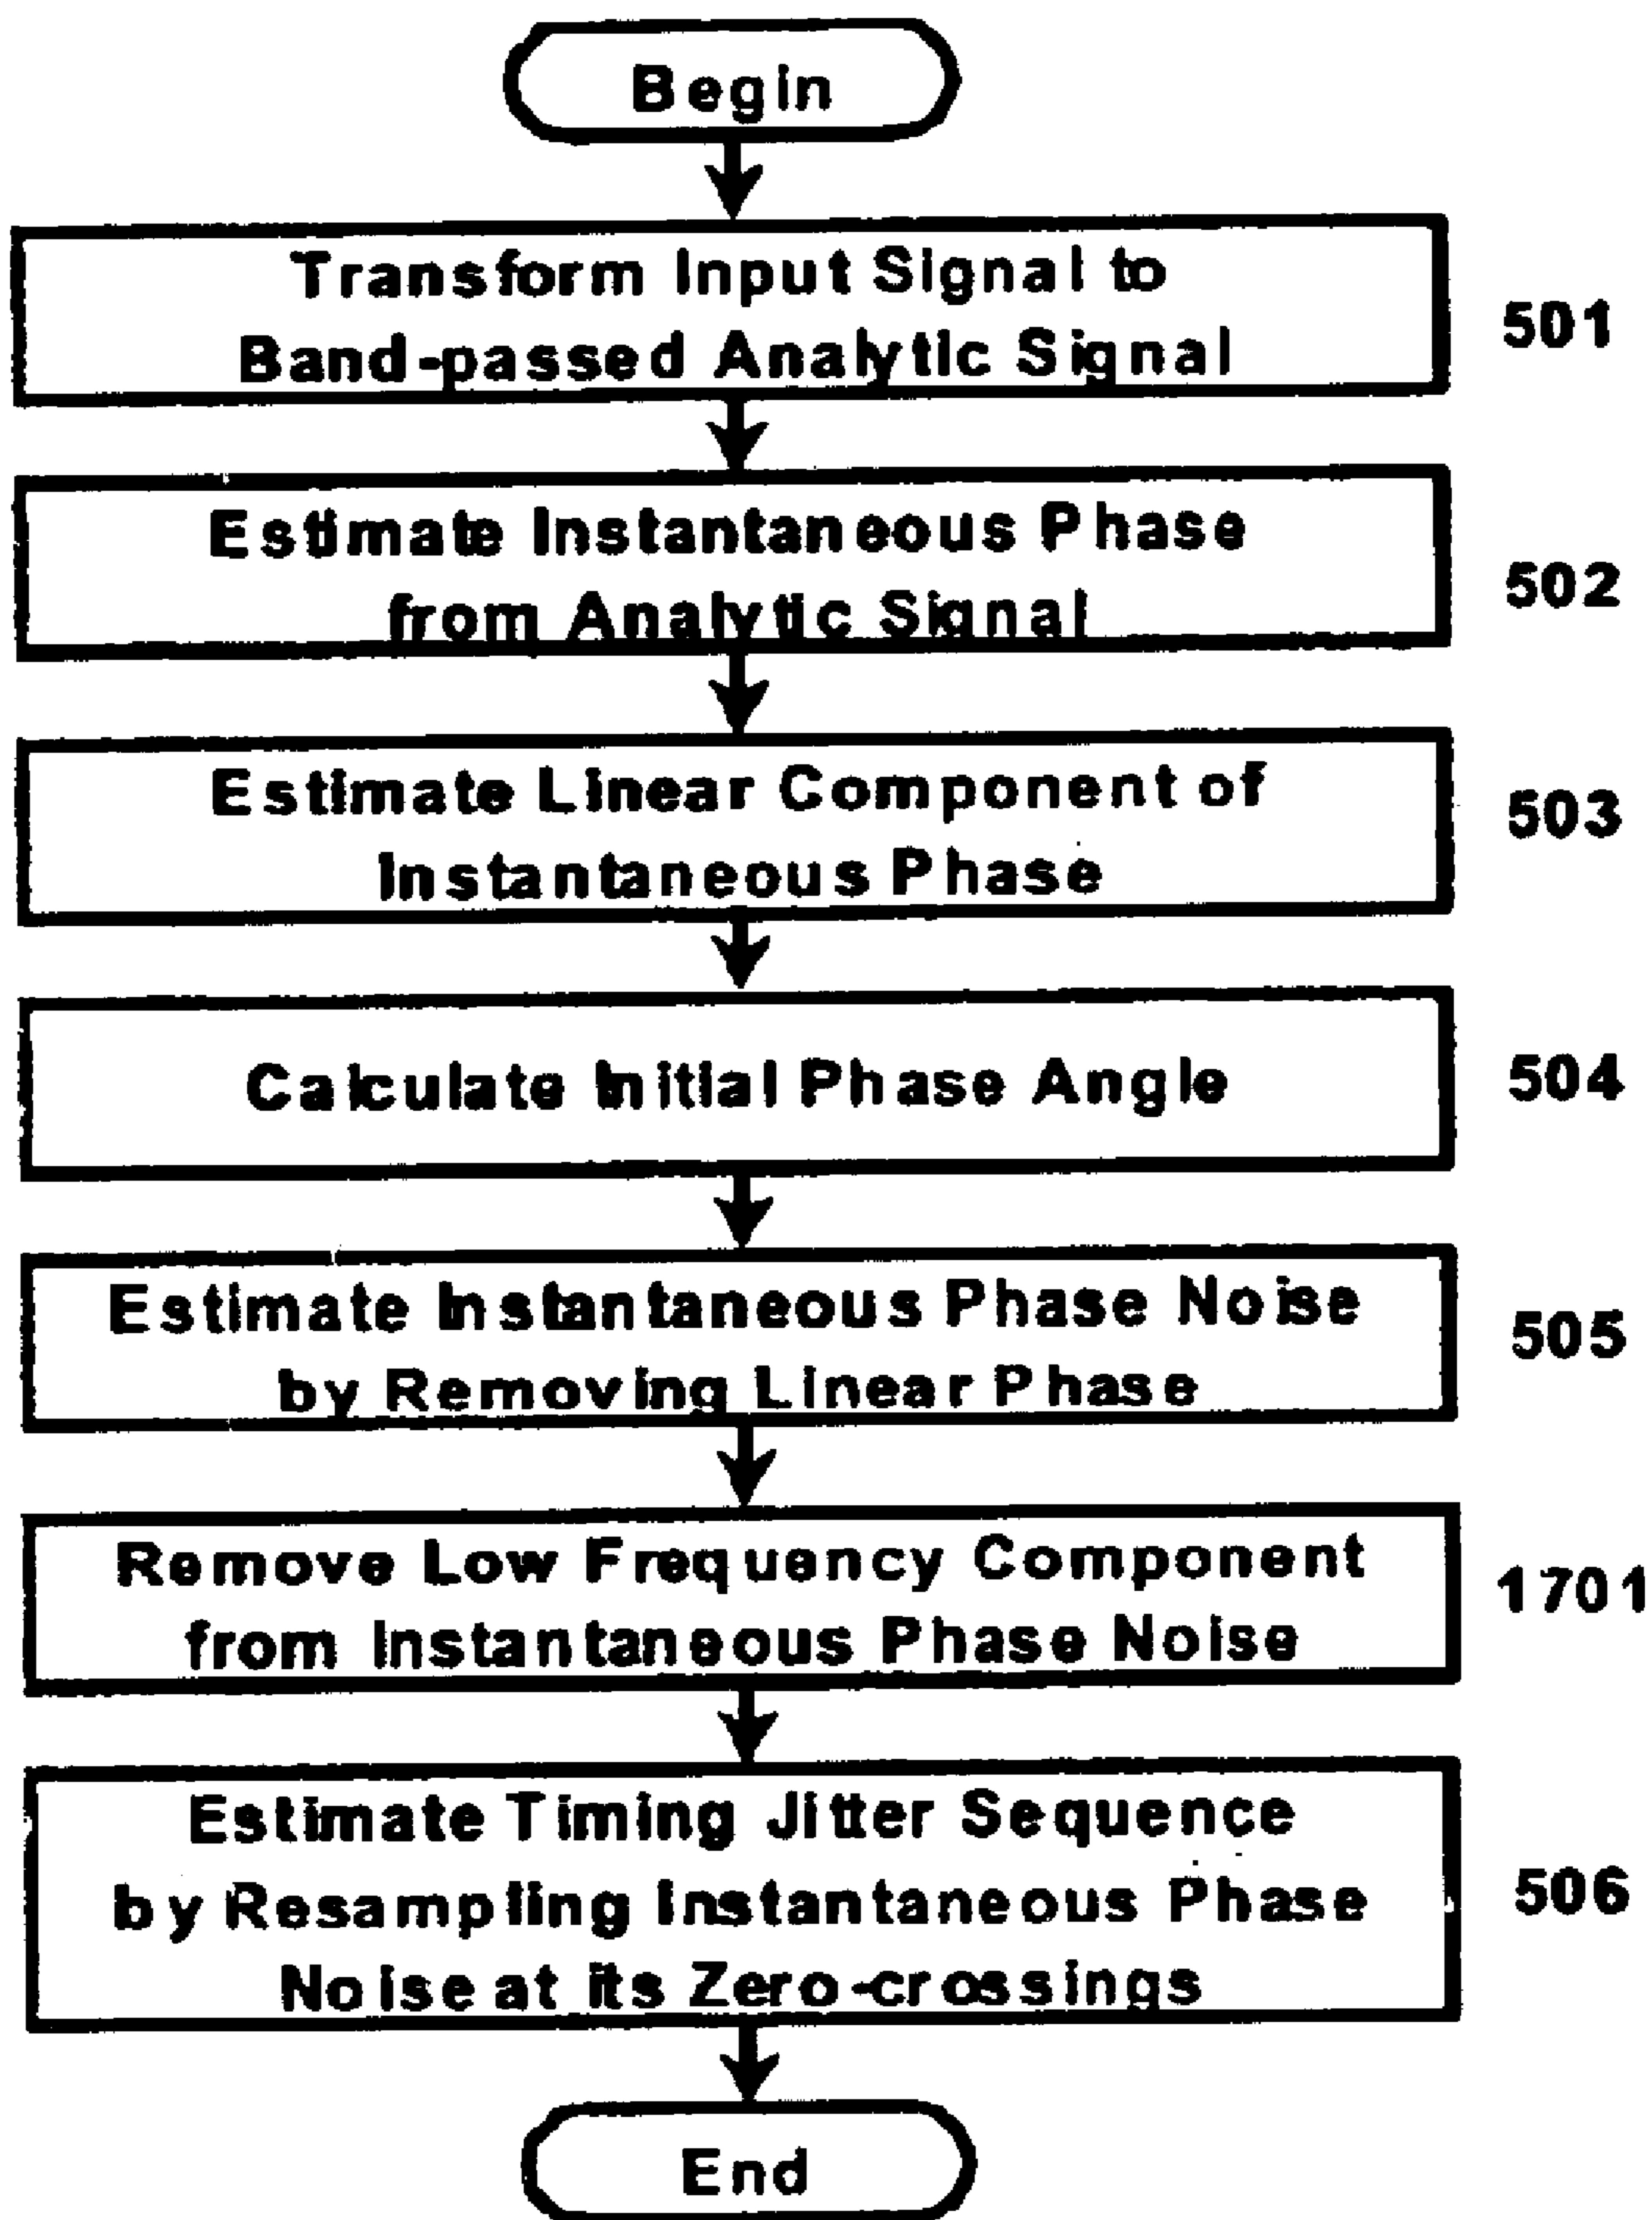 Begin
Transform Input Signal to
Band-passed Analytic Signal
501
Estimate Instantaneous Phase
from Analytic Signal
502
Estimate Linear Component of
Instantaneous Phase
503
Calculate Initial Phase Angle
504
Estimate Instantaneous Phase Noise
by Removing Linear Phase
505
Remove Low Frequency Component
from Instantaneous Phase Noise
1701
Estimate Timing Jitter Sequence
by Resampling Instantaneous Phase
Noise at its Zero-crossings
506
End